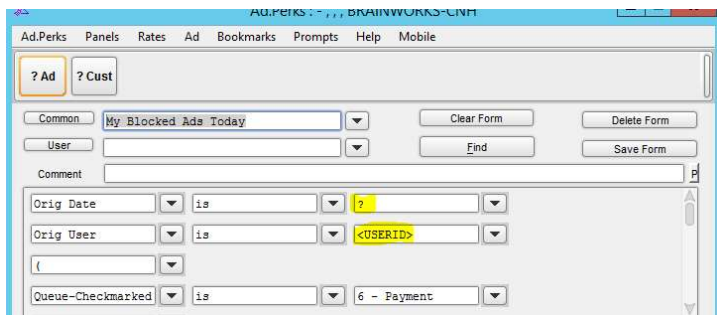 Ad.Perks : - , , , BRAINWORKS-CNH
Ad.Perks Panels Rates Ad Bookmarks Prompts Help Mobile
? Ad ? Cust
Common My Blocked Ads Today Clear Form Delete Form
User Find Save Form
Comment P
Orig Date is ?
Orig User is <USERID>
(
Queue-Checkmarked is 6 - Payment